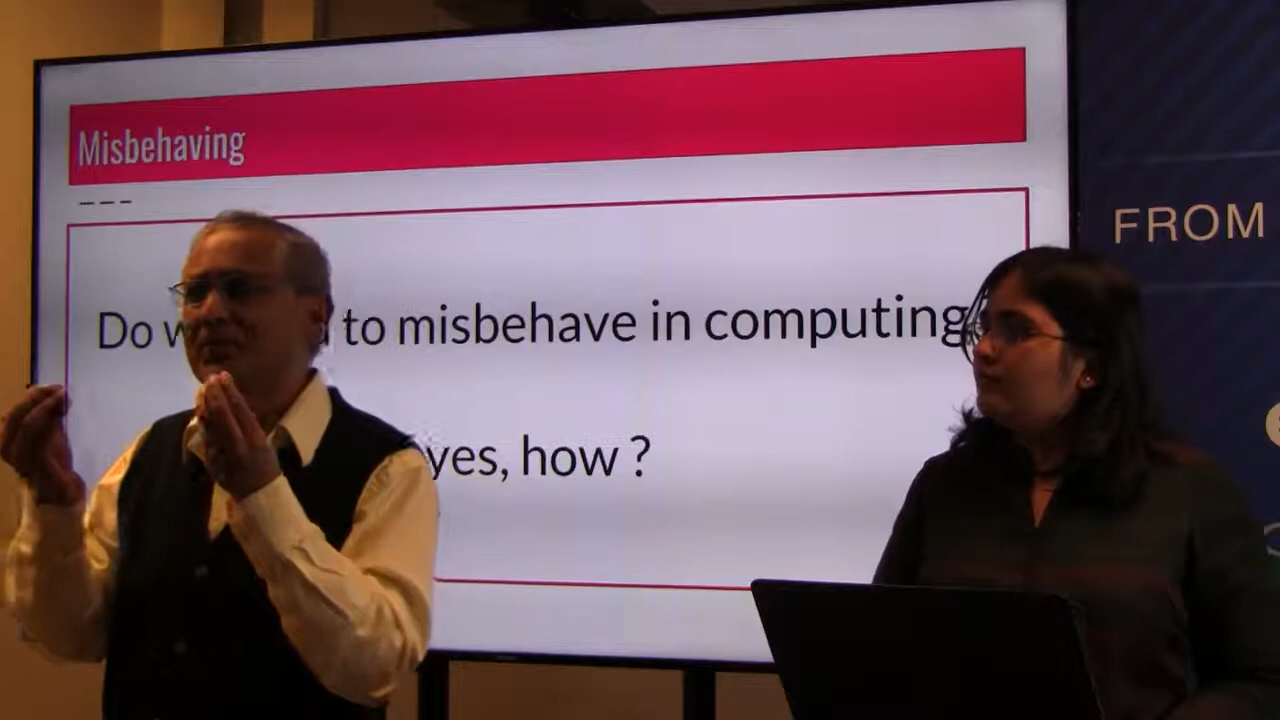 Misbehaving
---
Do to misbehave in computing
yes, how ?
FROM